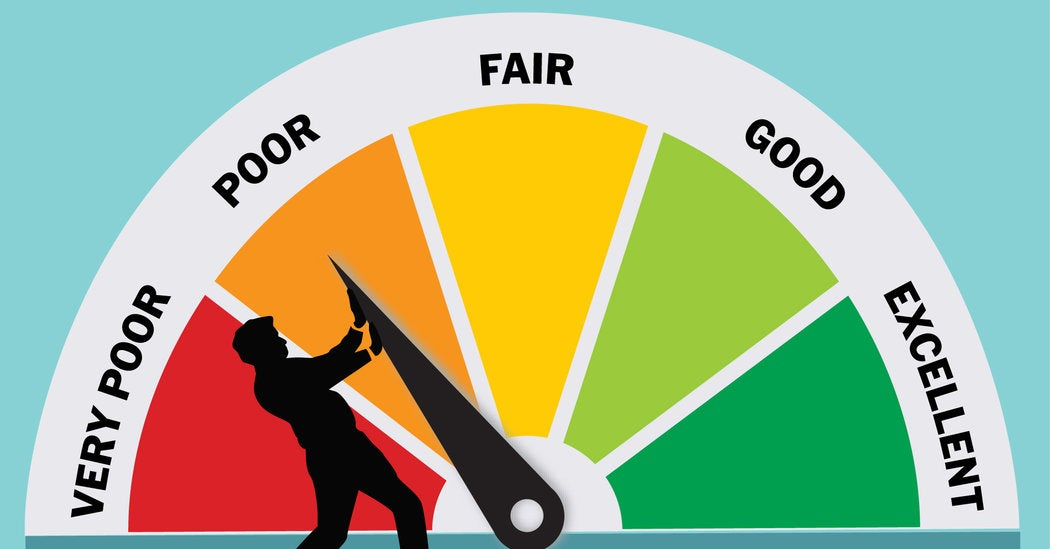 VERY POOR
POOR
FAIR
GOOD
EXCELLENT